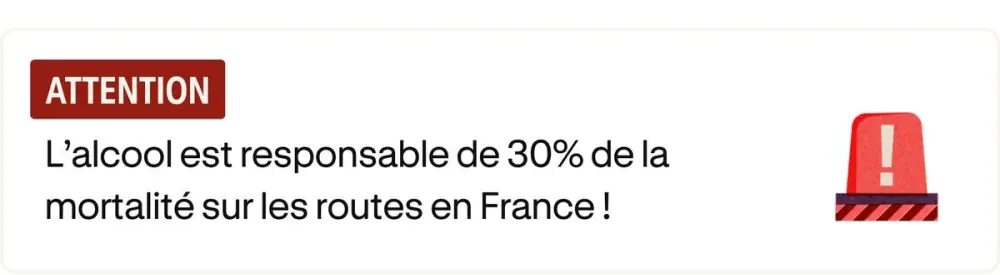 ATTENTION
L’alcool est responsable de 30% de la
mortalité sur les routes en France !
!